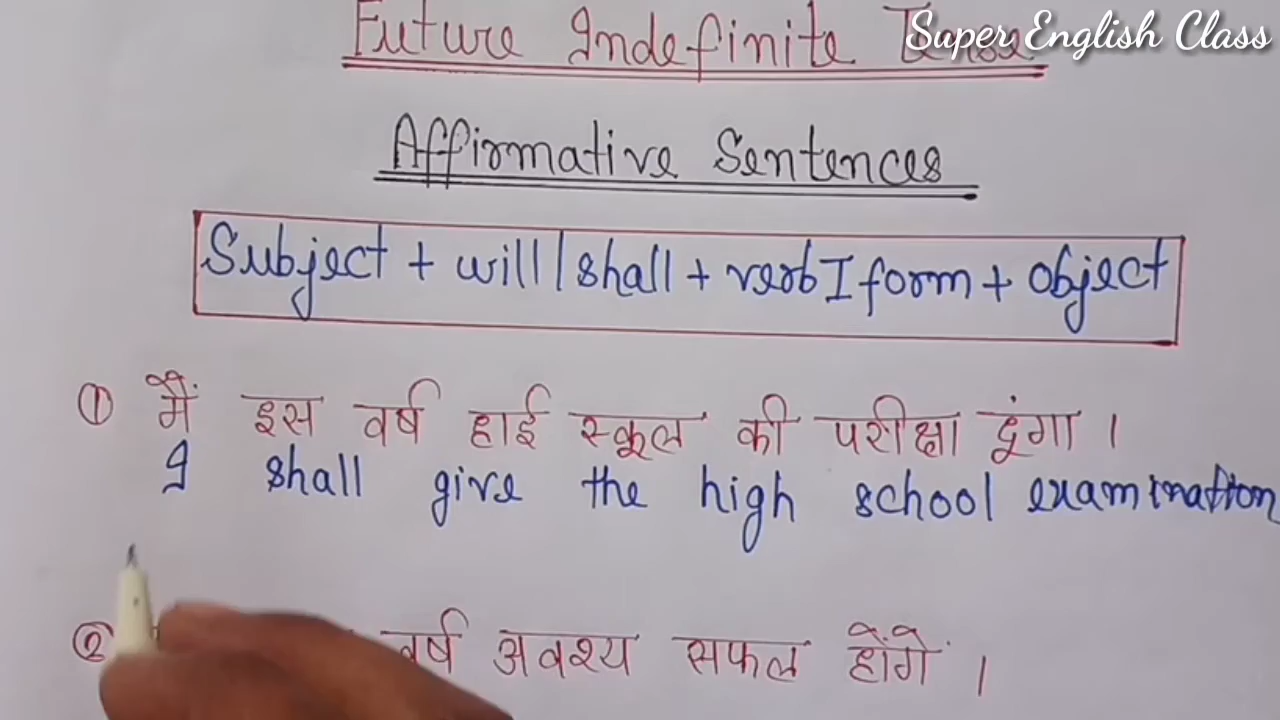 Super English Class
Future Indefinite Tense
Affirmative Sentences
Subject + will/shall + verb I form + object
① मैं इस वर्ष हाई स्कूल की परीक्षा दूंगा ।
I shall give the high school examination
② वर्ष अवश्य सफल होंगे ।